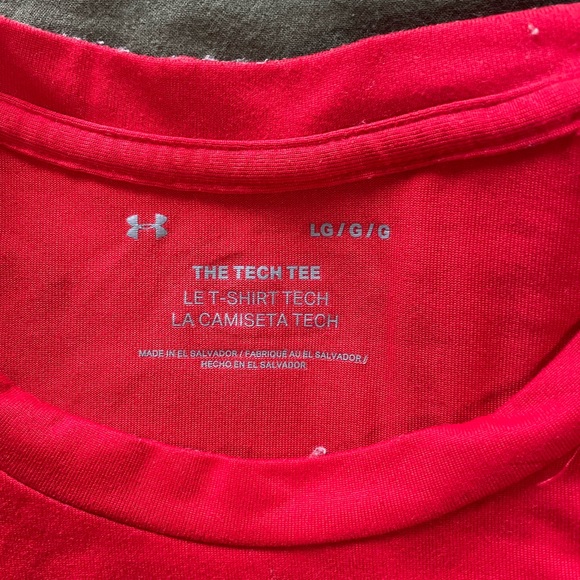 LG / G / G
THE TECH TEE
LE T-SHIRT TECH
LA CAMISETA TECH
MADE IN EL SALVADOR / FABRIQUÉ AU EL SALVADOR /
HECHO EN EL SALVADOR